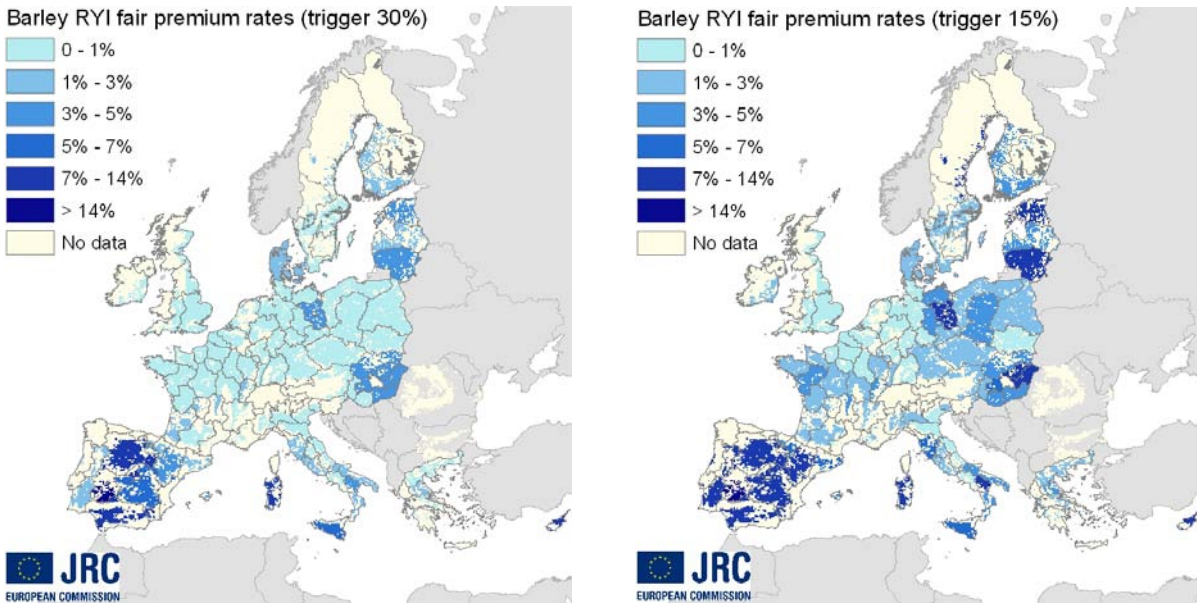 Barley RYI fair premium rates (trigger 30%)
0 - 1%
1% - 3%
3% - 5%
5% - 7%
7% - 14%
> 14%
No data
JRC
EUROPEAN COMMISSION
Barley RYI fair premium rates (trigger 15%)
0 - 1%
1% - 3%
3% - 5%
5% - 7%
7% - 14%
> 14%
No data
JRC
EUROPEAN COMMISSION